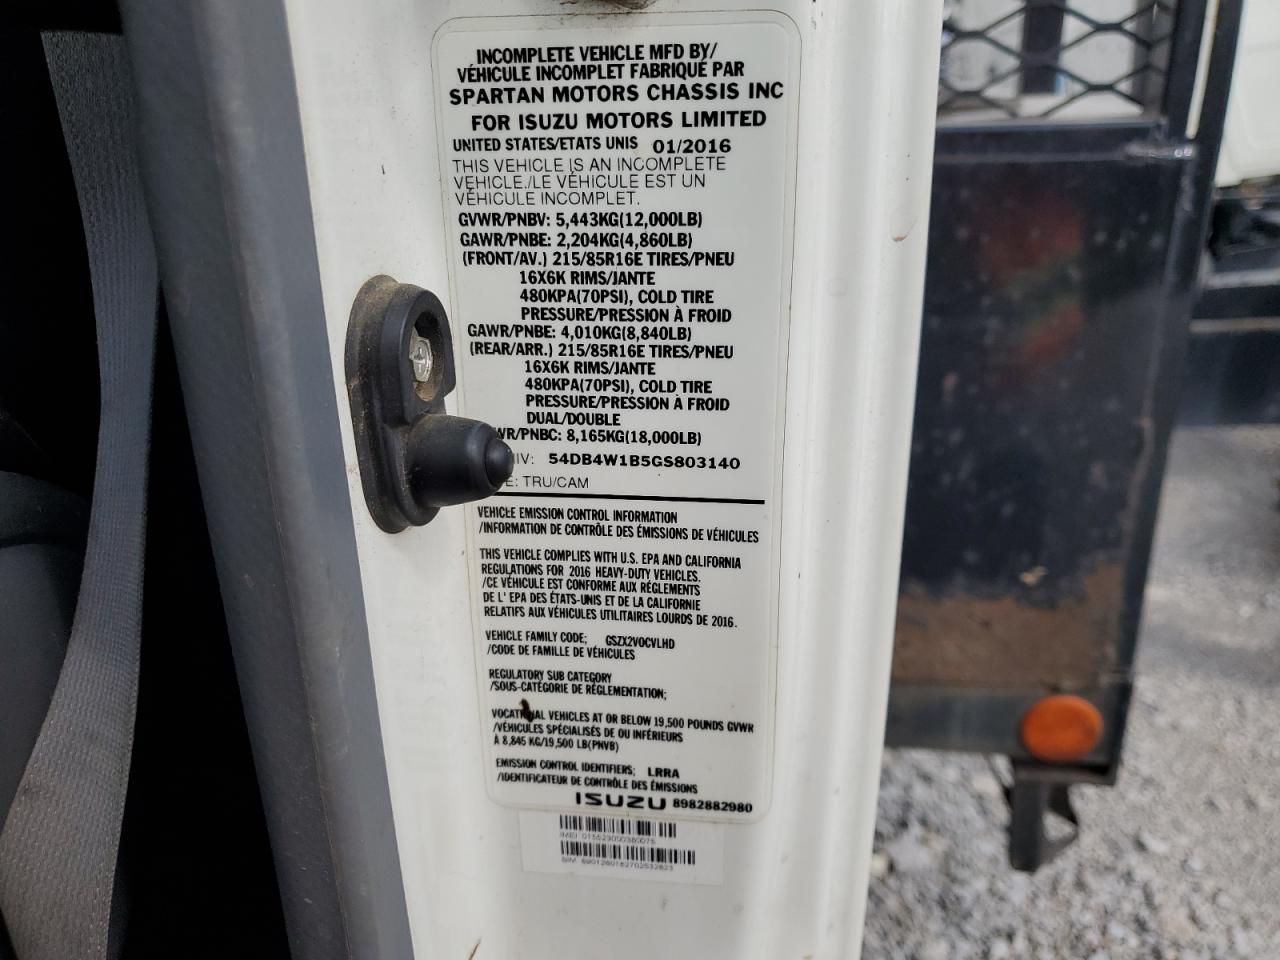 INCOMPLETE VEHICLE MFD BY/
VÉHICULE INCOMPLET FABRIQUÉ PAR
SPARTAN MOTORS CHASSIS INC
FOR ISUZU MOTORS LIMITED
UNITED STATES/ETATS UNIS 01/2016
THIS VEHICLE IS AN INCOMPLETE
VEHICLE./LE VÉHICULE EST UN
VÉHICULE INCOMPLET.
GVWR/PNBV: 5,443KG(12,000LB)
GAWR/PNBE: 2,204KG(4,860LB)
(FRONT/AV.) 215/85R16E TIRES/PNEU
16X6K RIMS/JANTE
480KPA(70PSI), COLD TIRE
PRESSURE/PRESSION À FROID
GAWR/PNBE: 4,010KG(8,840LB)
(REAR/ARR.) 215/85R16E TIRES/PNEU
16X6K RIMS/JANTE
480KPA(70PSI), COLD TIRE
PRESSURE/PRESSION À FROID
DUAL/DOUBLE
WR/PNBC: 8,165KG(18,000LB)
IV: 54DB4W1B5GS803140
E: TRU/CAM
VEHICLE EMISSION CONTROL INFORMATION
/INFORMATION DE CONTRÔLE DES ÉMISSIONS DE VÉHICULES
THIS VEHICLE COMPLIES WITH U.S. EPA AND CALIFORNIA
REGULATIONS FOR 2016 HEAVY-DUTY VEHICLES.
/CE VÉHICULE EST CONFORME AUX RÉGLEMENTS
DE L' EPA DES ÉTATS-UNIS ET DE LA CALIFORNIE
RELATIFS AUX VÉHICULES UTILITAIRES LOURDS DE 2016.
VEHICLE FAMILY CODE; GSZX2VOCVLHD
/CODE DE FAMILLE DE VÉHICULES
REGULATORY SUB CATEGORY
/SOUS-CATÉGORIE DE RÉGLEMENTATION;
VOCATIONAL VEHICLES AT OR BELOW 19,500 POUNDS GVWR
/VÉHICULES SPÉCIALISÉS DE OU INFÉRIEURS
À 8,845 KG/19,500 LB(PNVB)
EMISSION CONTROL IDENTIFIERS; LRRA
/IDENTIFICATEUR DE CONTRÔLE DES ÉMISSIONS
ISUZU 8982882980
IMEI 015523000380075
SIM 8901260182702532823